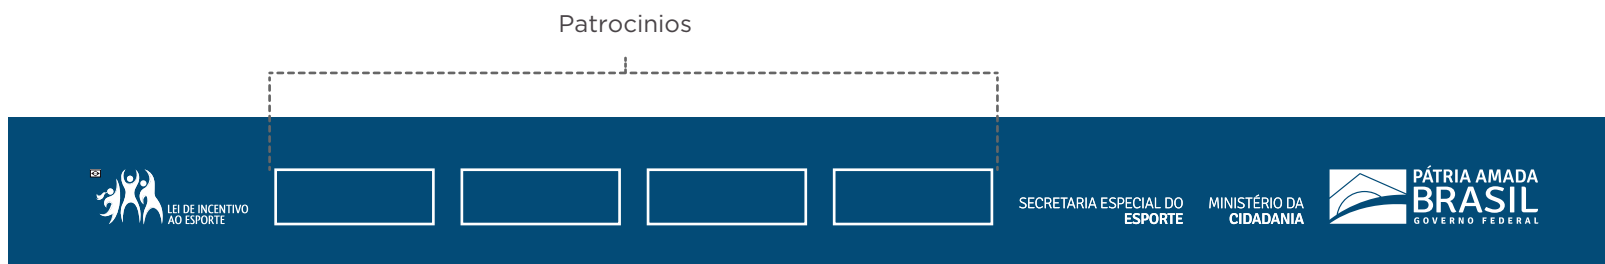 Patrocinios
LEI DE INCENTIVO
AO ESPORTE
SECRETARIA ESPECIAL DO
ESPORTE
MINISTÉRIO DA
CIDADANIA
PÁTRIA AMADA
BRASIL
GOVERNO FEDERAL